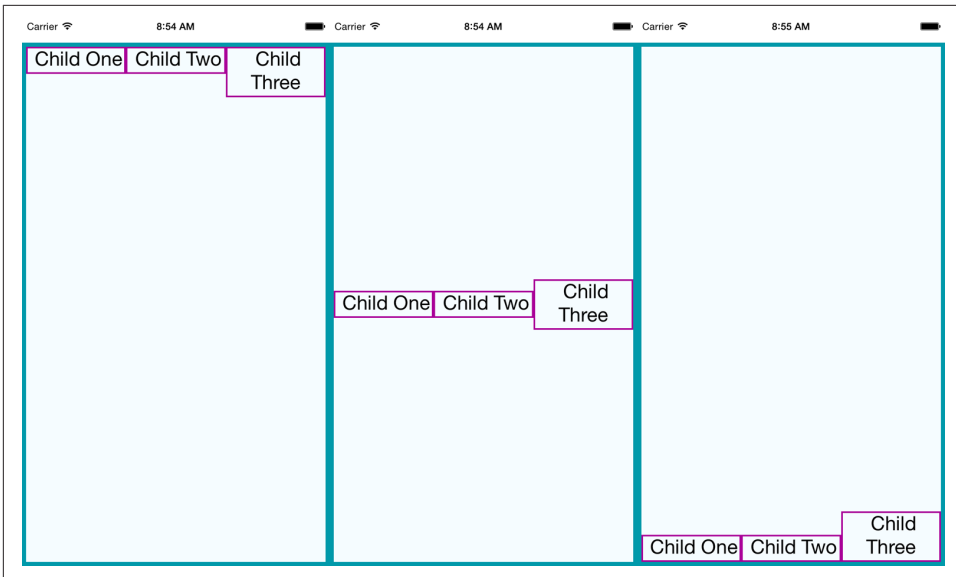 Carrier 8:54 AM
Child One Child Two Child
Three
Carrier 8:54 AM
Child One Child Two Child
Three
Carrier 8:55 AM
Child One Child Two Child
Three